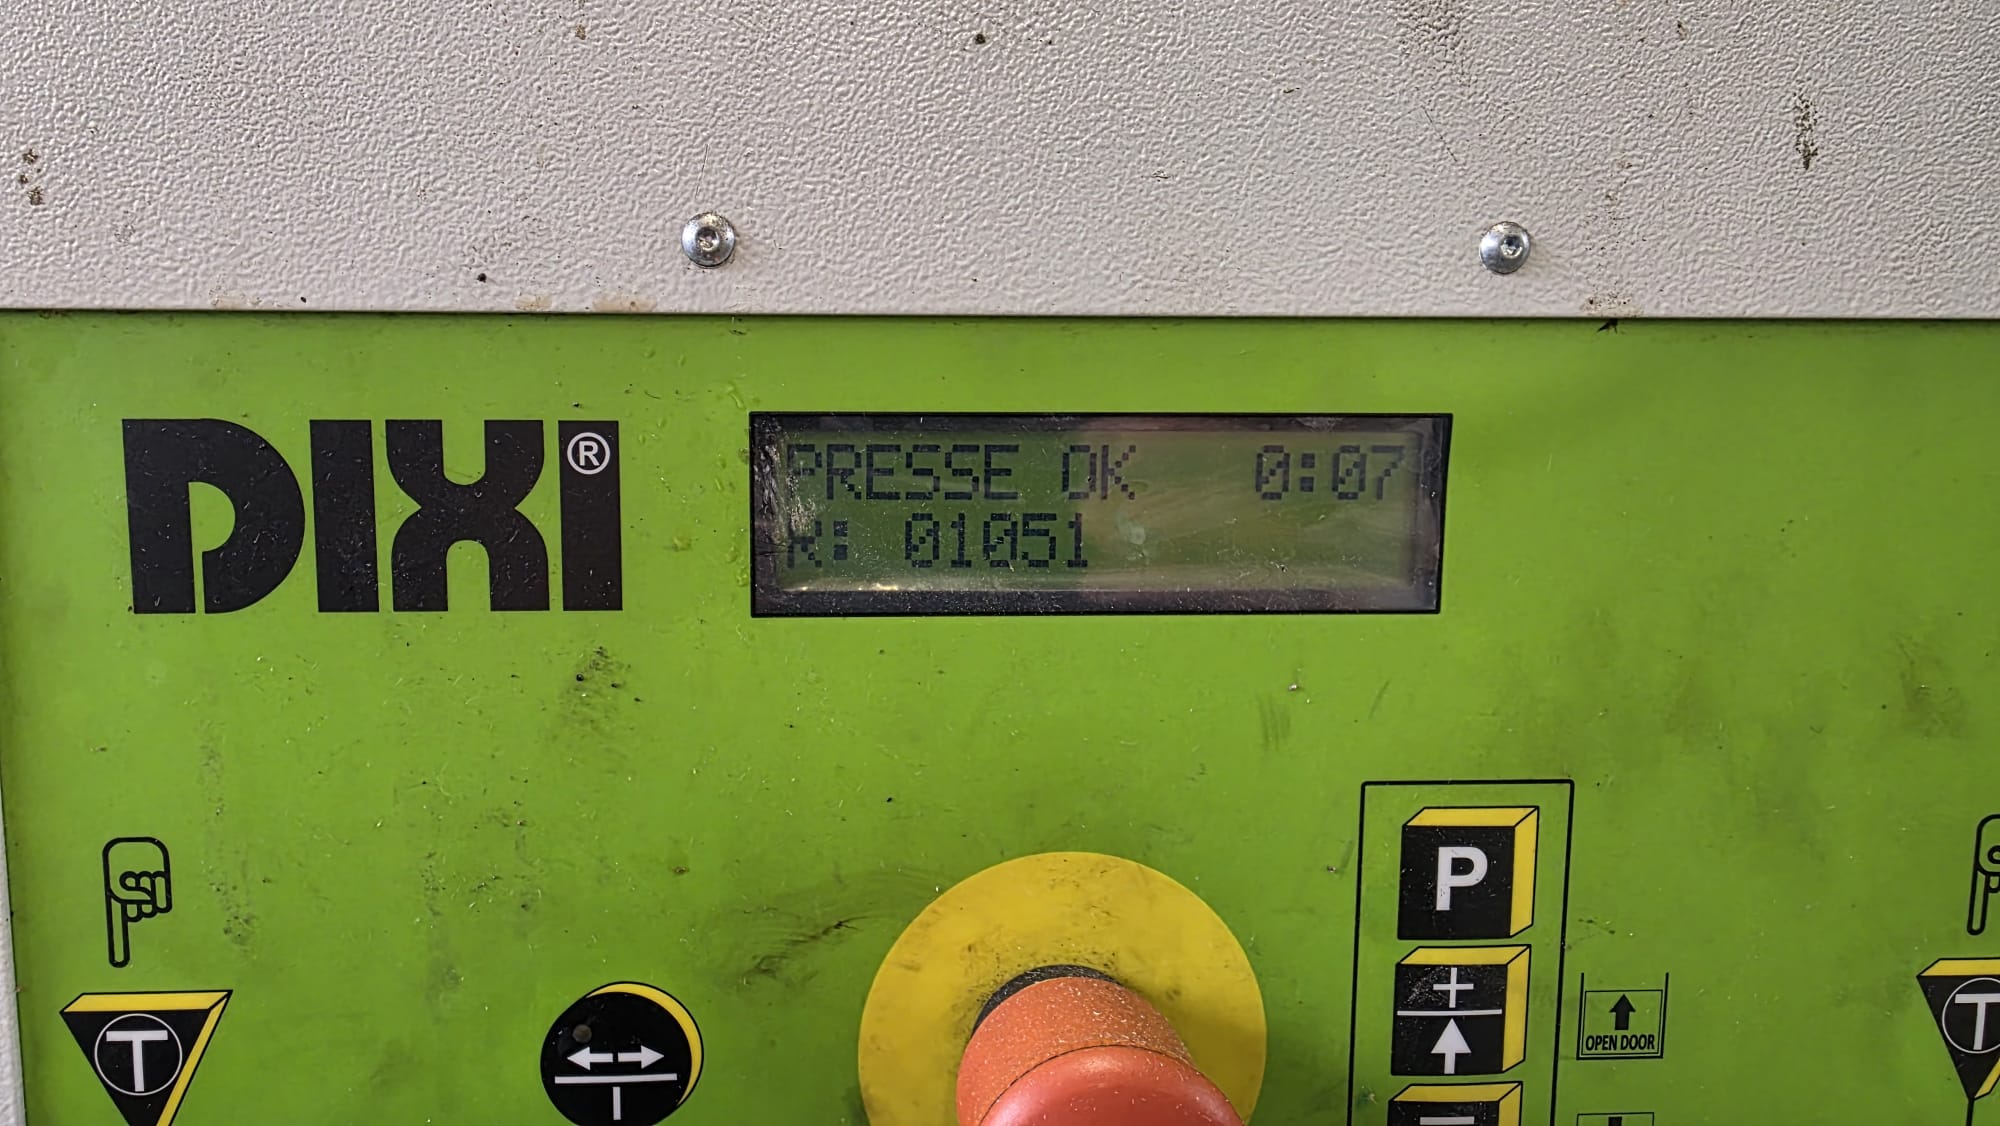 DIXI®
PRESSE OK 0:07
K: 01051
P
+
OPEN DOOR
T
T